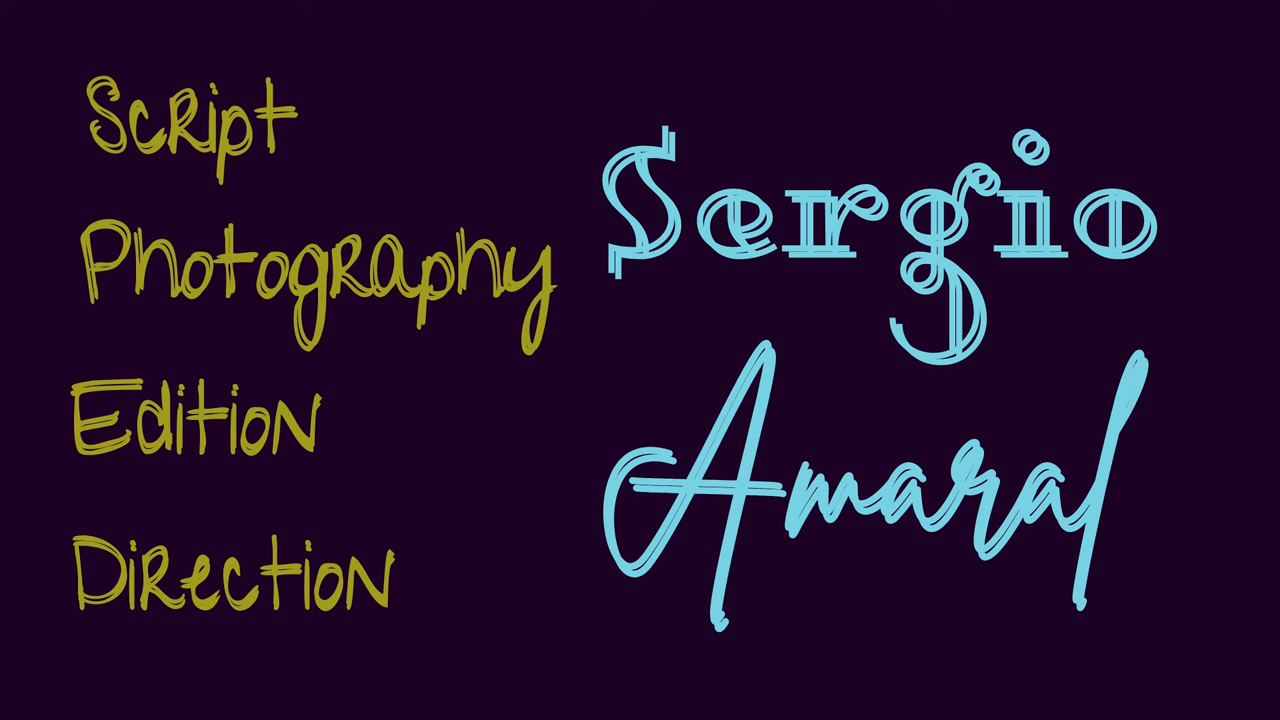 Script
Photography
Edition
Direction
Sergio
Amaral